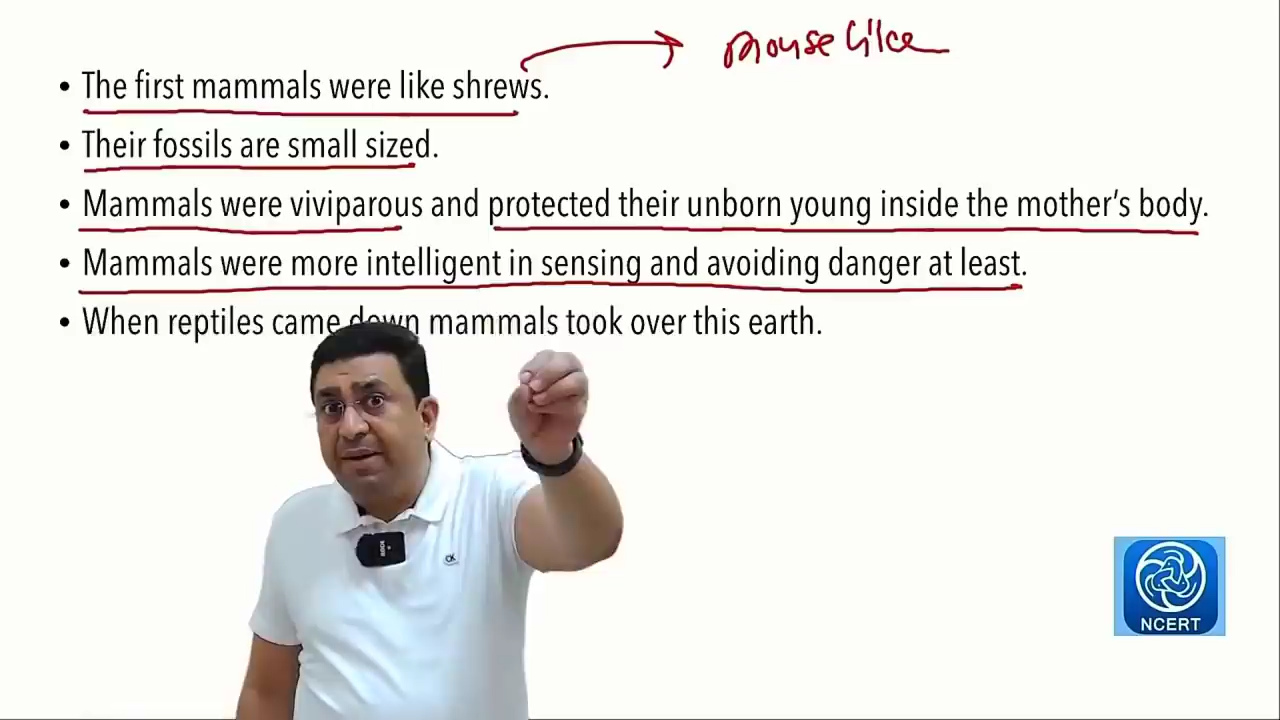 mouse like
• The first mammals were like shrews.
• Their fossils are small sized.
• Mammals were viviparous and protected their unborn young inside the mother's body.
• Mammals were more intelligent in sensing and avoiding danger at least.
• When reptiles came down mammals took over this earth.
NCERT